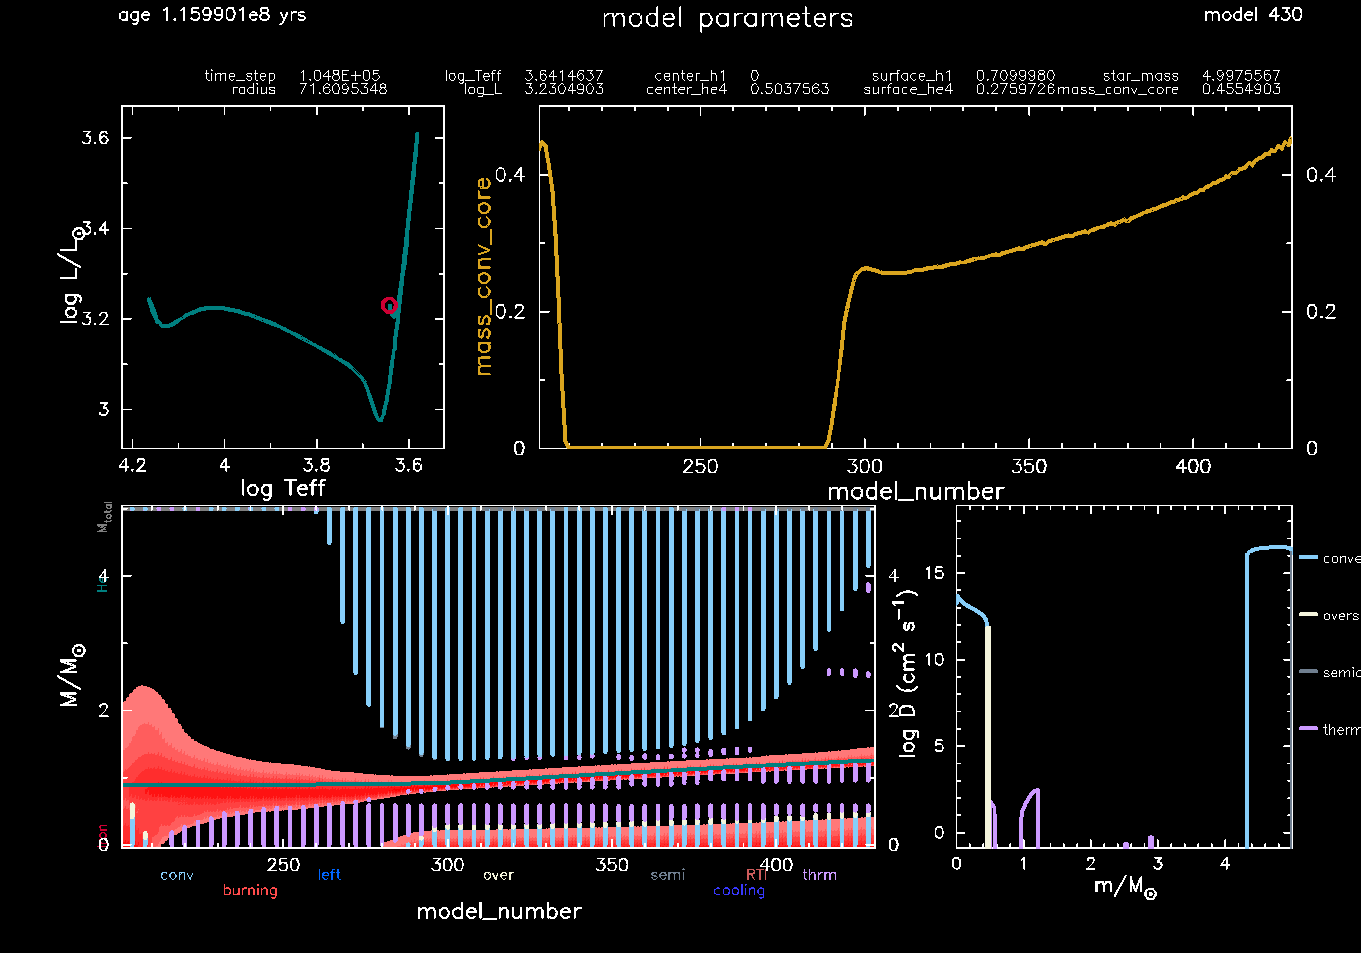 age 1.159901e8 yrs
model parameters
model 430
time_step 1.048E+05 log_Teff 3.6414637 center_h1 0 surface_h1 0.7099980 star_mass 4.9975567
radius 71.6095348 log_L 3.2304903 center_he4 0.5037563 surface_he4 0.2759726 mass_conv_core 0.4554903
3.6
3.4
3.2
3
log L/L⊙
4.2 4 3.8 3.6
log Teff
mass_conv_core
0.4
0.2
0
0.4
0.2
0
250 300 350 400
model_number
M/M⊙
Mtotal
He
4
2
0
4
2
0
250 300 350 400
conv left over semi RTI thrm
burning cooling
model_number
log D (cm² s⁻¹)
15
10
5
0
0 1 2 3 4
m/M⊙
conve
overs
semic
therm